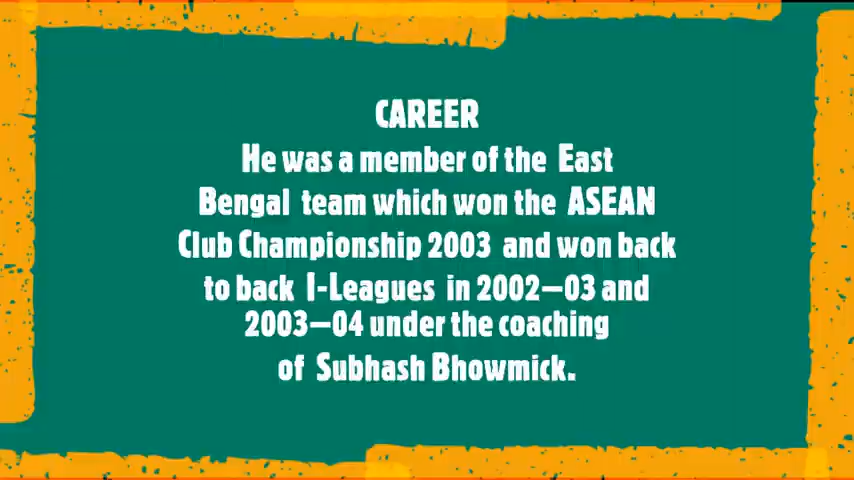 CAREER
He was a member of the East
Bengal team which won the ASEAN
Club Championship 2003 and won back
to back I-Leagues in 2002–03 and
2003–04 under the coaching
of Subhash Bhowmick.